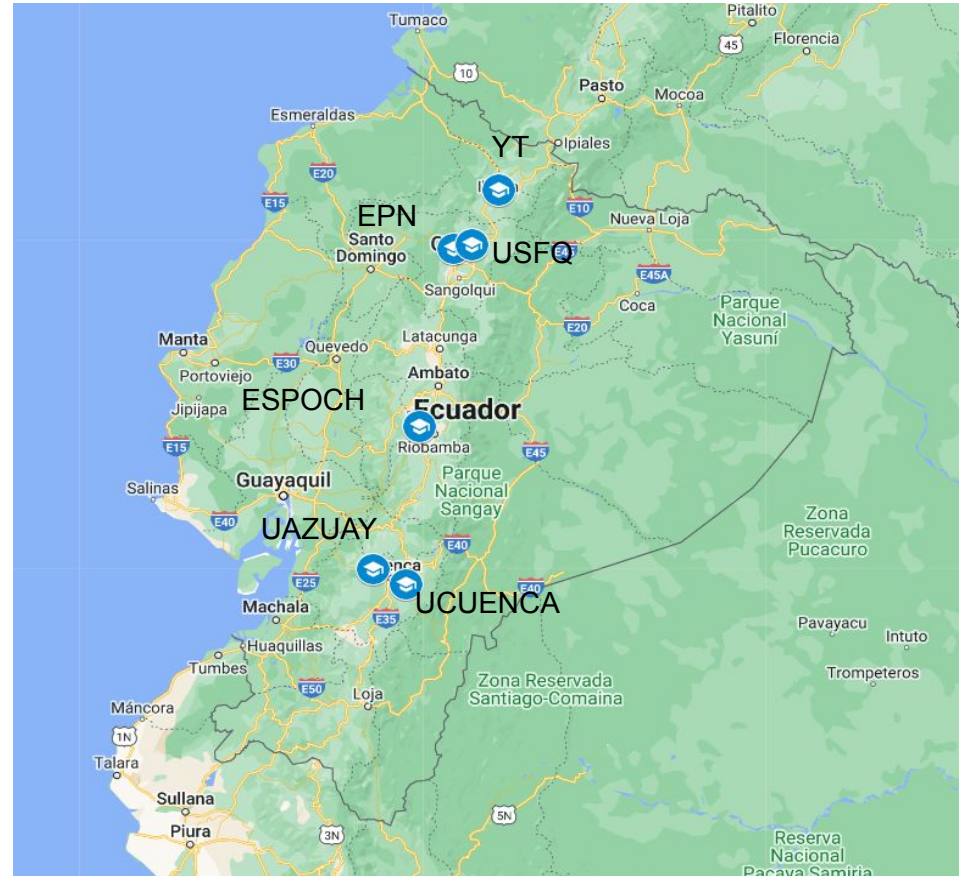 Tumaco
Pitalito
45
Florencia
10
Pasto
Mocoa
Esmeraldas
YT
Ipiales
E20
E15
E10
EPN
Nueva Loja
Santo
Domingo
USFQ
E45A
Sangolqui
Coca
Parque
Nacional
Yasuní
E20
Manta
Quevedo
Latacunga
E30
Portoviejo
Ambato
ESPOCH
Jipijapa
Ecuador
E15
Riobamba
E45
Salinas
Guayaquil
Parque
Nacional
Sangay
E40
UAZUAY
E40
Zona
Reservada
Pucacuro
E25
E40
Machala
UCUENCA
E35
Pavayacu
Intuto
Huaquillas
Tumbes
Trompeteros
E50
Loja
Zona Reservada
Santiago-Comaina
Máncora
1N
Talara
Sullana
5N
Piura
3N
Reserva
Nacional
Pacaya Samiria